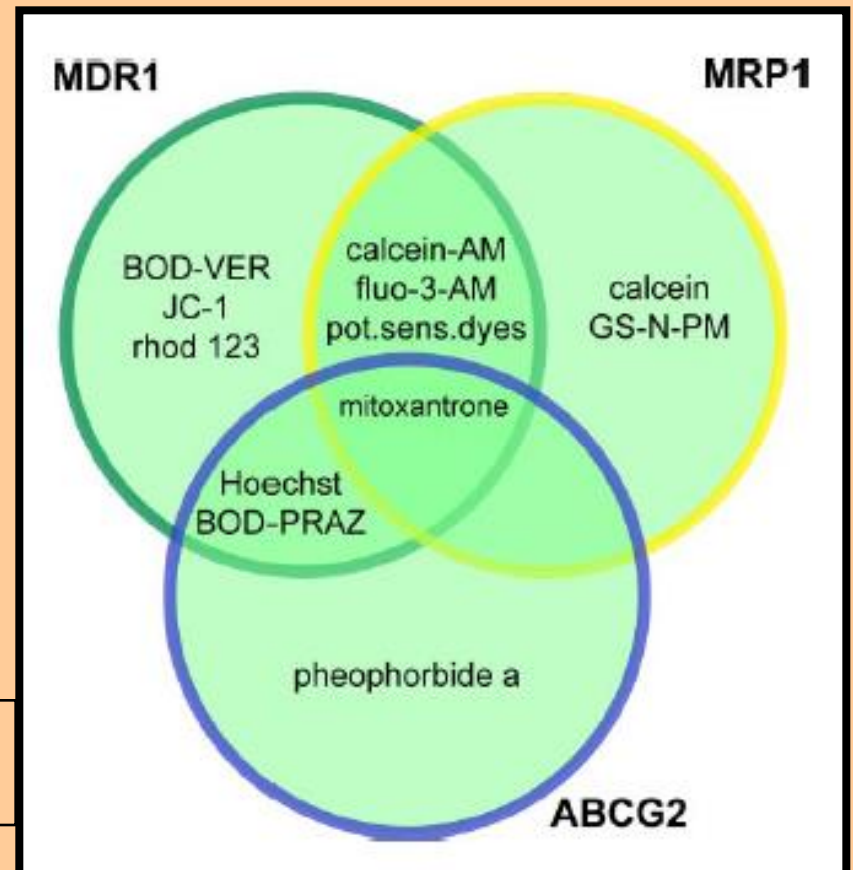 MDR1
MRP1
BOD-VER
JC-1
rhod 123
calcein-AM
fluo-3-AM
pot.sens.dyes
calcein
GS-N-PM
mitoxantrone
Hoechst
BOD-PRAZ
pheophorbide a
ABCG2